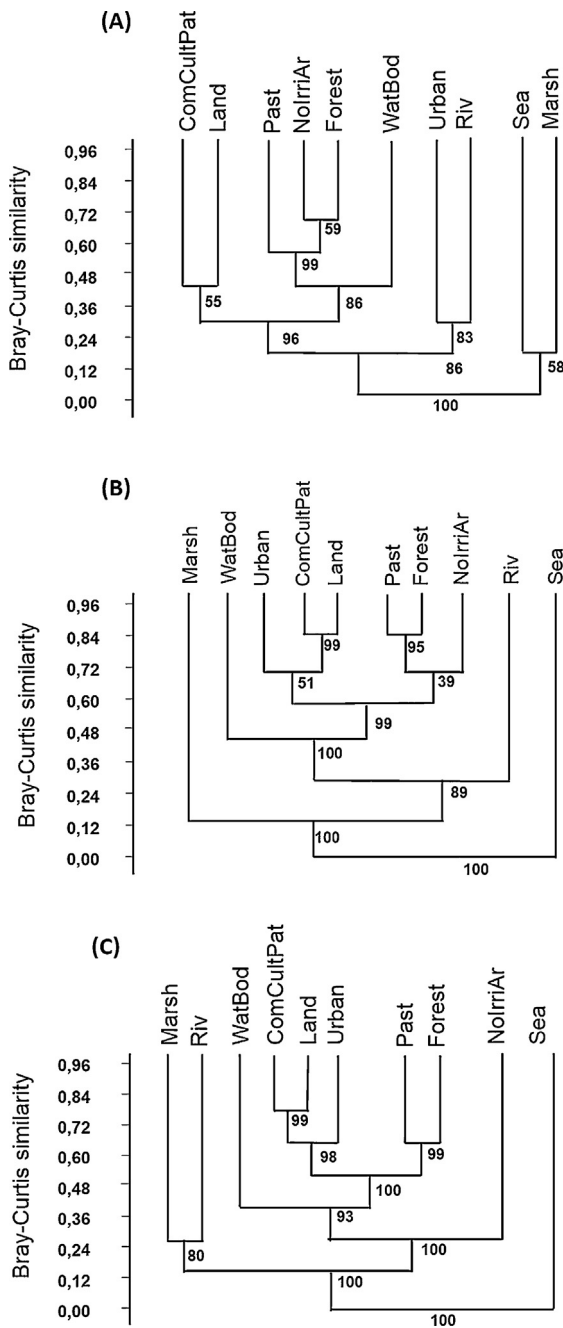 (A)
ComCultPat
Land
Past
NoIrriAr
Forest
WatBod
Urban
Riv
Sea
Marsh
Bray-Curtis similarity
0,96
0,84
0,72
0,60
0,48
0,36
0,24
0,12
0,00
59
99
55
86
96
83
86
58
100
(B)
Marsh
WatBod
Urban
ComCultPat
Land
Past
Forest
NoIrriAr
Riv
Sea
Bray-Curtis similarity
0,96
0,84
0,72
0,60
0,48
0,36
0,24
0,12
0,00
99
95
51
39
99
100
89
100
100
(C)
Marsh
Riv
WatBod
ComCultPat
Land
Urban
Past
Forest
NoIrriAr
Sea
Bray-Curtis similarity
0,96
0,84
0,72
0,60
0,48
0,36
0,24
0,12
0,00
99
98
99
100
93
80
100
100
100